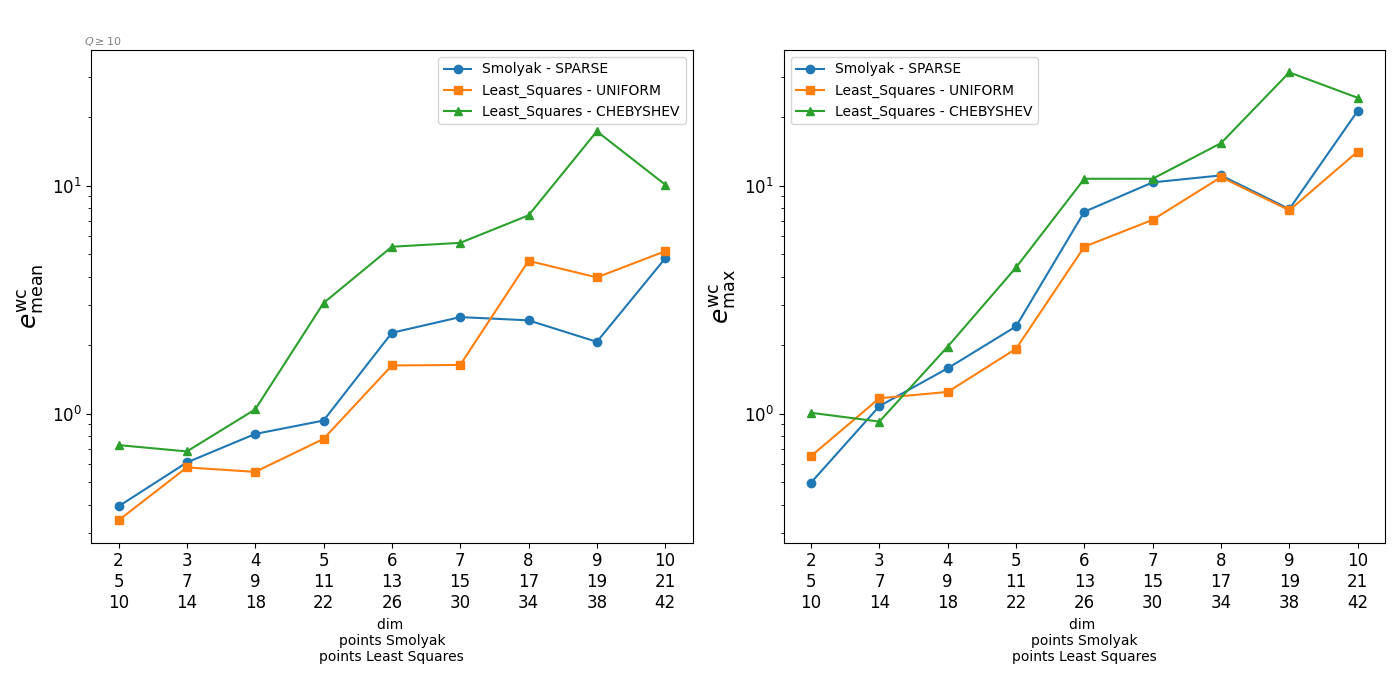 Q ≥ 10
Smolyak - SPARSE
Least_Squares - UNIFORM
Least_Squares - CHEBYSHEV
10¹
10⁰
e^wc_mean
2 3 4 5 6 7 8 9 10
5 7 9 11 13 15 17 19 21
10 14 18 22 26 30 34 38 42
dim
points Smolyak
points Least Squares
Smolyak - SPARSE
Least_Squares - UNIFORM
Least_Squares - CHEBYSHEV
10¹
10⁰
e^wc_max
2 3 4 5 6 7 8 9 10
5 7 9 11 13 15 17 19 21
10 14 18 22 26 30 34 38 42
dim
points Smolyak
points Least Squares